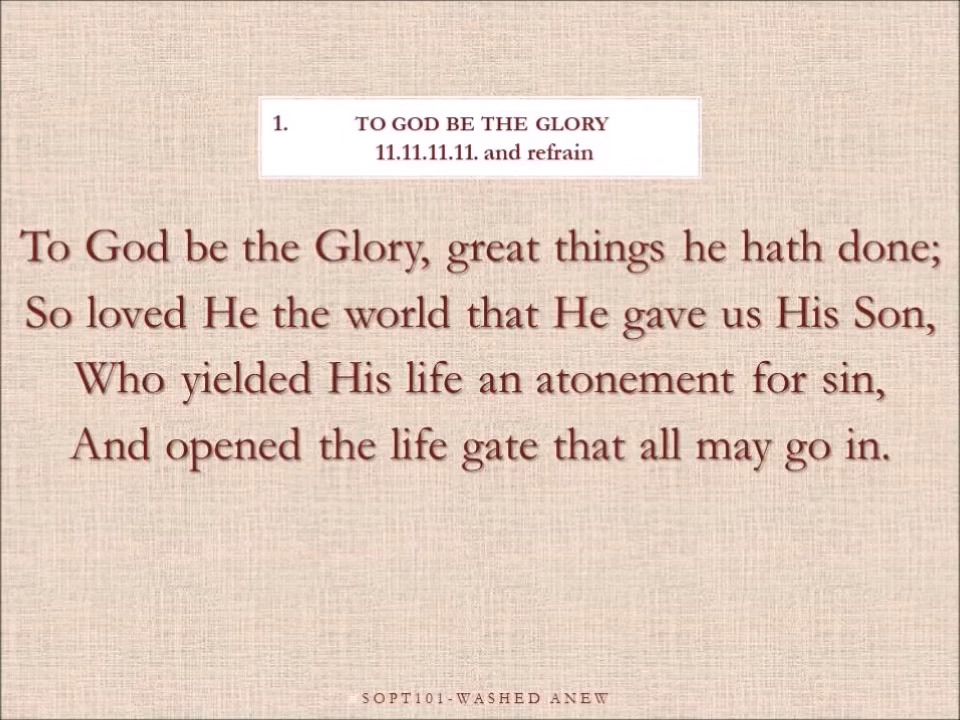 1. TO GOD BE THE GLORY
11.11.11.11. and refrain
To God be the Glory, great things he hath done;
So loved He the world that He gave us His Son,
Who yielded His life an atonement for sin,
And opened the life gate that all may go in.
SOPT101-WASHED ANEW